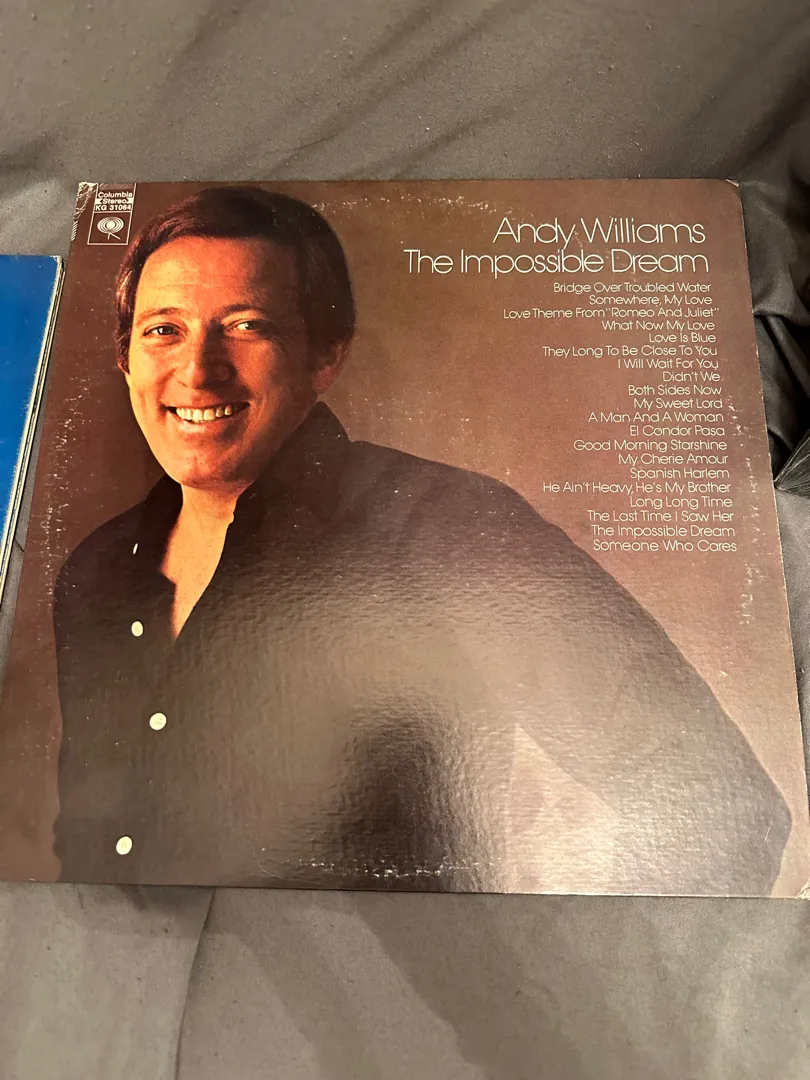 Columbia
Stereo
KG 31064
Andy Williams
The Impossible Dream
Bridge Over Troubled Water
Somewhere, My Love
Love Theme From "Romeo And Juliet"
What Now My Love
Love Is Blue
They Long To Be Close To You
I Will Wait For You
Didn't We
Both Sides Now
My Sweet Lord
A Man And A Woman
El Condor Pasa
Good Morning Starshine
My Cherie Amour
Spanish Harlem
He Ain't Heavy, He's My Brother
Long Long Time
The Last Time I Saw Her
The Impossible Dream
Someone Who Cares